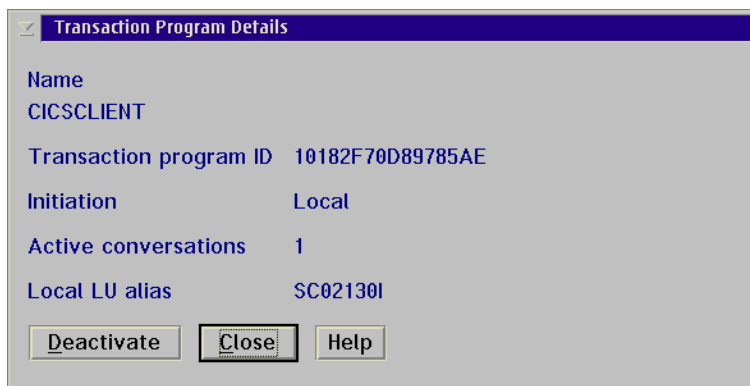 Transaction Program Details
Name
CICSCLIENT
Transaction program ID 10182F70D89785AE
Initiation Local
Active conversations 1
Local LU alias SC02130I
Deactivate Close Help